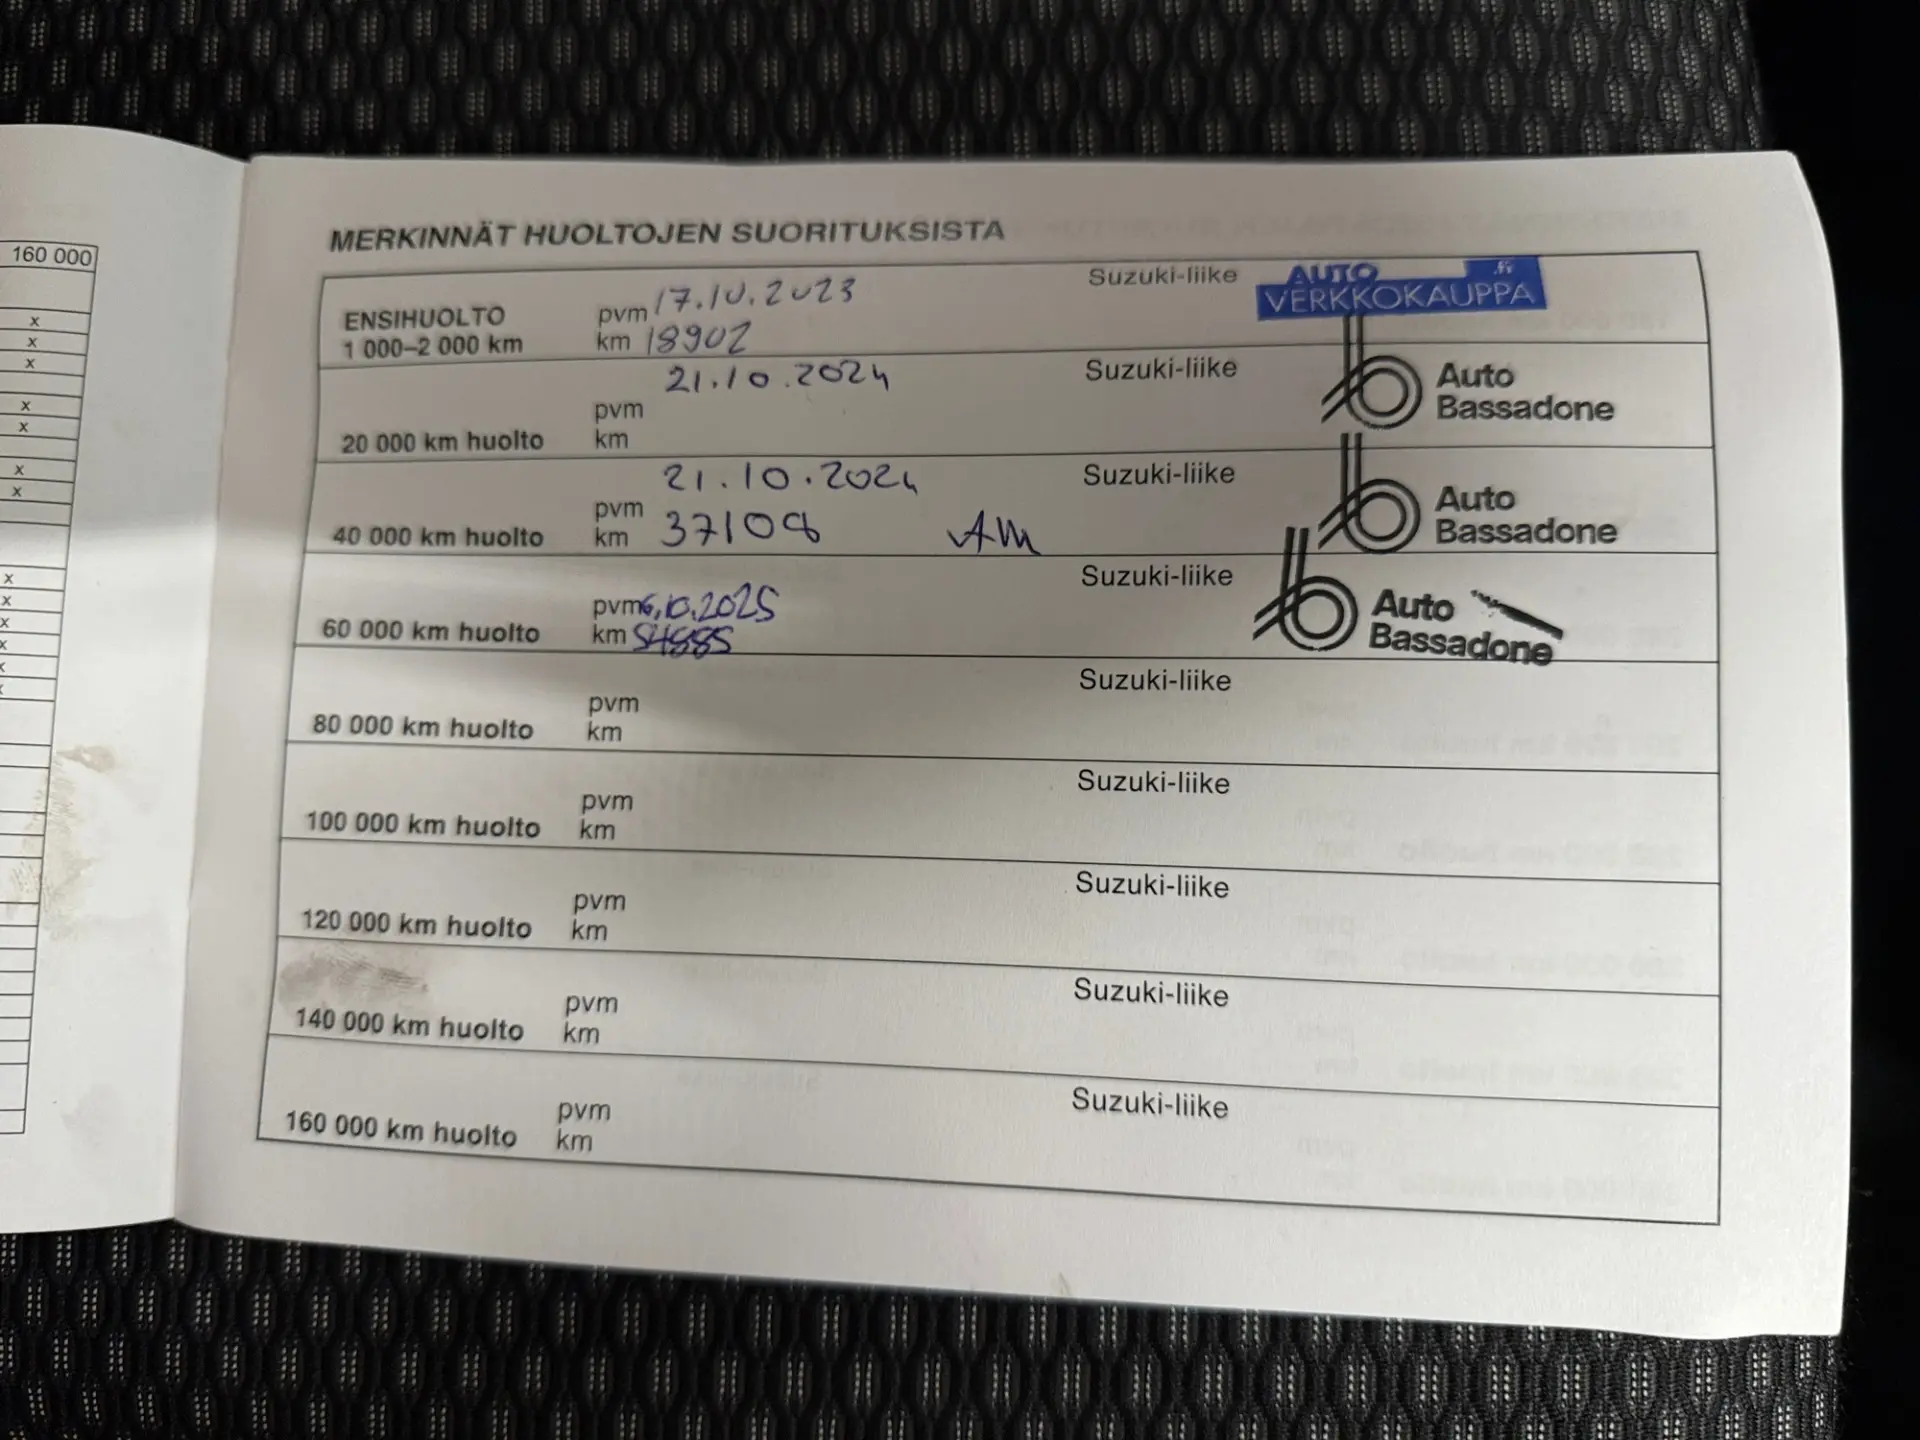 160 000
x
x
x
x
x
x
x
x
x
x
x
x
MERKINNÄT HUOLTOJEN SUORITUKSISTA
ENSIHUOLTO
1 000–2 000 km
pvm 17.10.2023
km 18902
Suzuki-liike
AUTO .fi
VERKKOKAUPPA
20 000 km huolto
21.10.2024
pvm
km
Suzuki-liike
Auto
Bassadone
40 000 km huolto
21.10.2024
pvm
km 37108
AM
Suzuki-liike
Auto
Bassadone
60 000 km huolto
pvm 6.10.2025
km 54885
Suzuki-liike
Auto
Bassadone
80 000 km huolto
pvm
km
Suzuki-liike
100 000 km huolto
pvm
km
Suzuki-liike
120 000 km huolto
pvm
km
Suzuki-liike
140 000 km huolto
pvm
km
Suzuki-liike
160 000 km huolto
pvm
km
Suzuki-liike